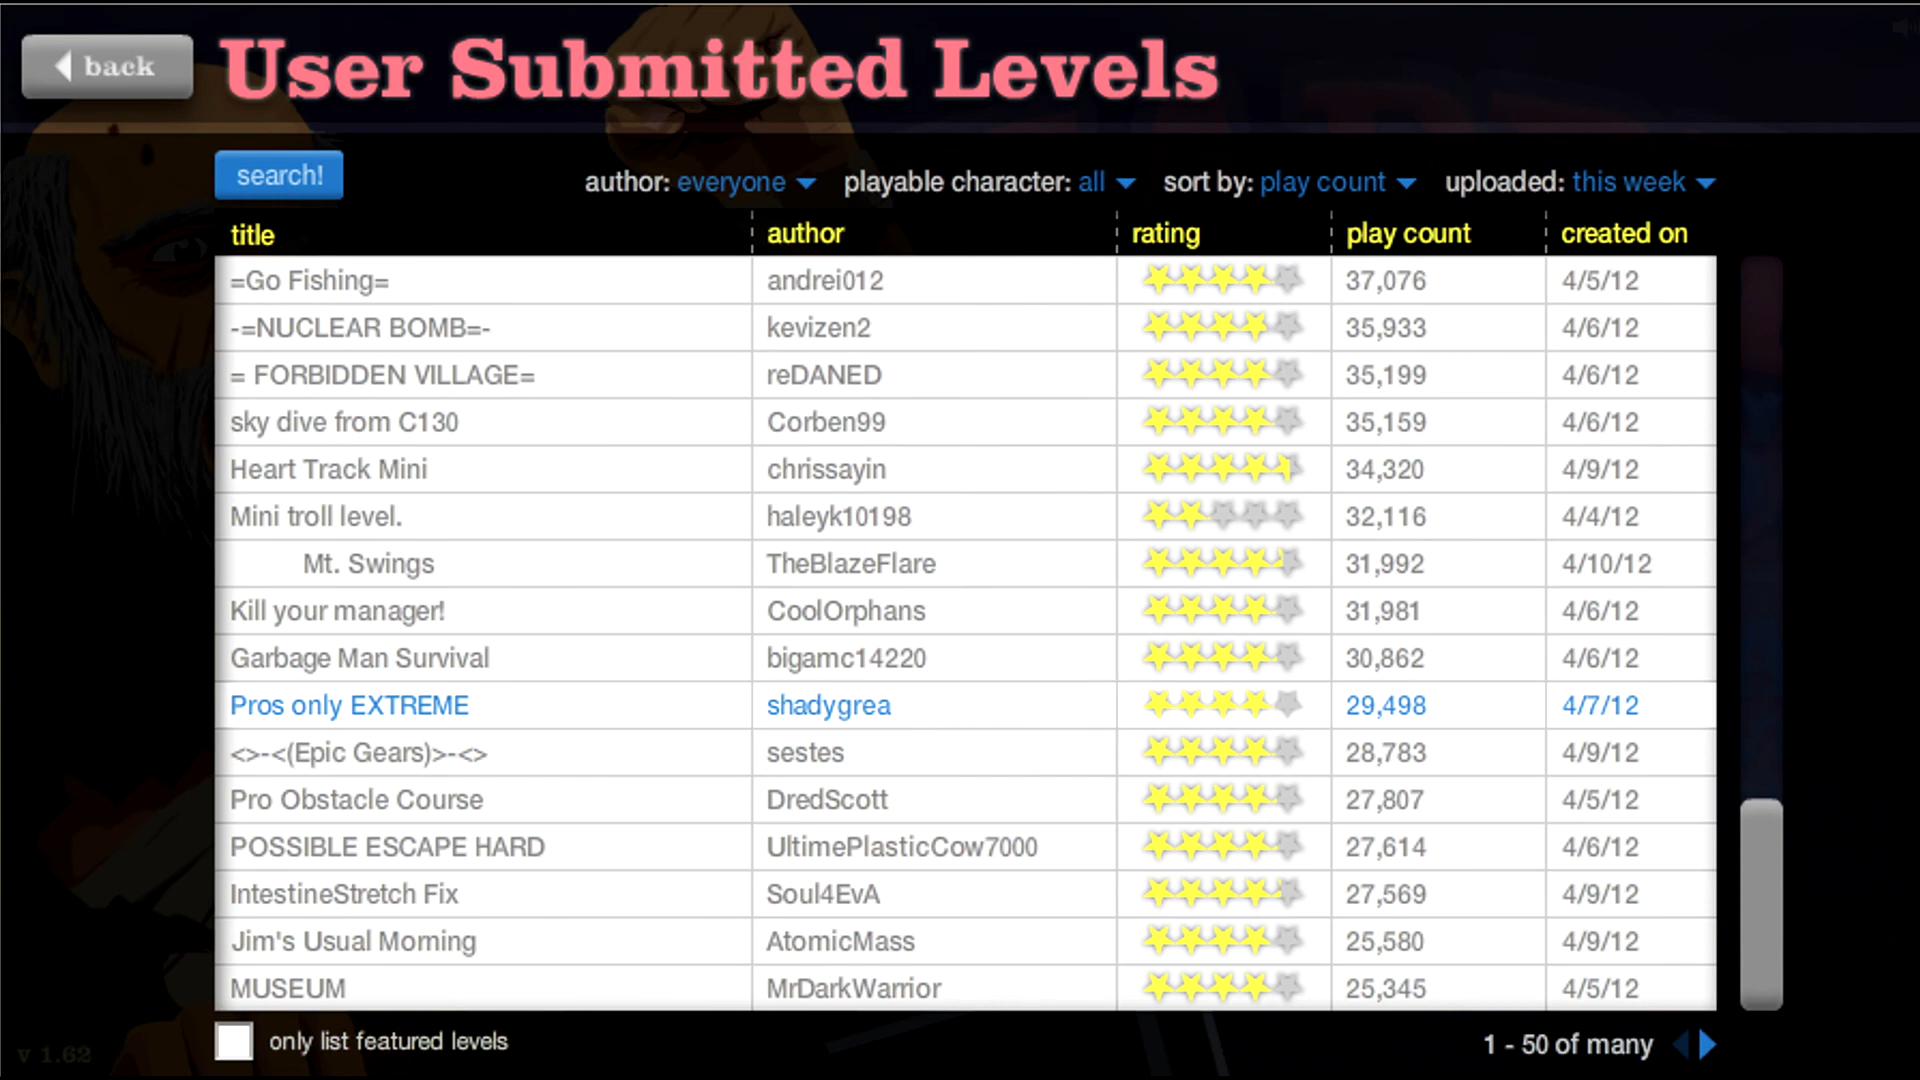 back
User Submitted Levels
search!
author: everyone playable character: all sort by: play count uploaded: this week
title author rating play count created on
=Go Fishing= andrei012 37,076 4/5/12
-=NUCLEAR BOMB=- kevizen2 35,933 4/6/12
= FORBIDDEN VILLAGE= reDANED 35,199 4/6/12
sky dive from C130 Corben99 35,159 4/6/12
Heart Track Mini chrissayin 34,320 4/9/12
Mini troll level. haleyk10198 32,116 4/4/12
Mt. Swings TheBlazeFlare 31,992 4/10/12
Kill your manager! CoolOrphans 31,981 4/6/12
Garbage Man Survival bigamc14220 30,862 4/6/12
Pros only EXTREME shadygrea 29,498 4/7/12
<>-<(Epic Gears)>-<> sestes 28,783 4/9/12
Pro Obstacle Course DredScott 27,807 4/5/12
POSSIBLE ESCAPE HARD UltimePlasticCow7000 27,614 4/6/12
IntestineStretch Fix Soul4EvA 27,569 4/9/12
Jim's Usual Morning AtomicMass 25,580 4/9/12
MUSEUM MrDarkWarrior 25,345 4/5/12
only list featured levels
1 - 50 of many
v 1.62